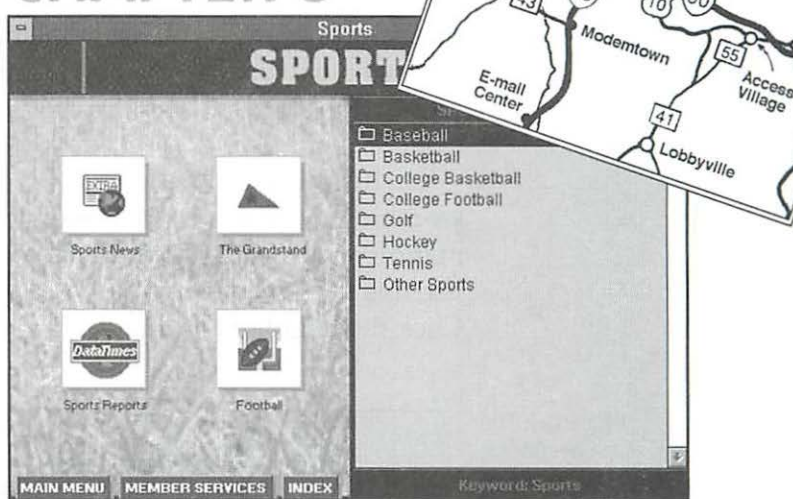 Sports
SPORT
Baseball
Basketball
College Basketball
College Football
Golf
Hockey
Tennis
Other Sports
EXTRA
Sports News
The Grandstand
DataTimes
Sports Reports
Football
MAIN MENU
MEMBER SERVICES
INDEX
Keyword: Sports
43
10
Modemtown
55
Access
Village
E-mail
Center
41
Lobbyville